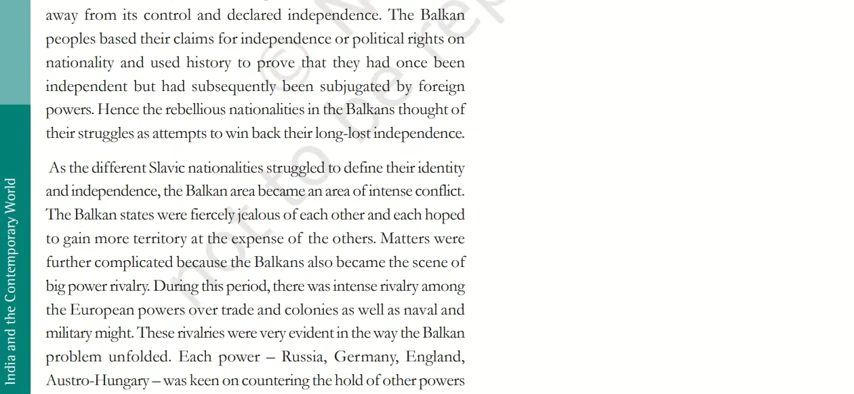 away from its control and declared independence. The Balkan
peoples based their claims for independence or political rights on
nationality and used history to prove that they had once been
independent but had subsequently been subjugated by foreign
powers. Hence the rebellious nationalities in the Balkans thought of
their struggles as attempts to win back their long-lost independence.
As the different Slavic nationalities struggled to define their identity
and independence, the Balkan area became an area of intense conflict.
The Balkan states were fiercely jealous of each other and each hoped
to gain more territory at the expense of the others. Matters were
further complicated because the Balkans also became the scene of
big power rivalry. During this period, there was intense rivalry among
the European powers over trade and colonies as well as naval and
military might. These rivalries were very evident in the way the Balkan
problem unfolded. Each power – Russia, Germany, England,
Austro-Hungary – was keen on countering the hold of other powers
India and the Contemporary World
©
not to be rep